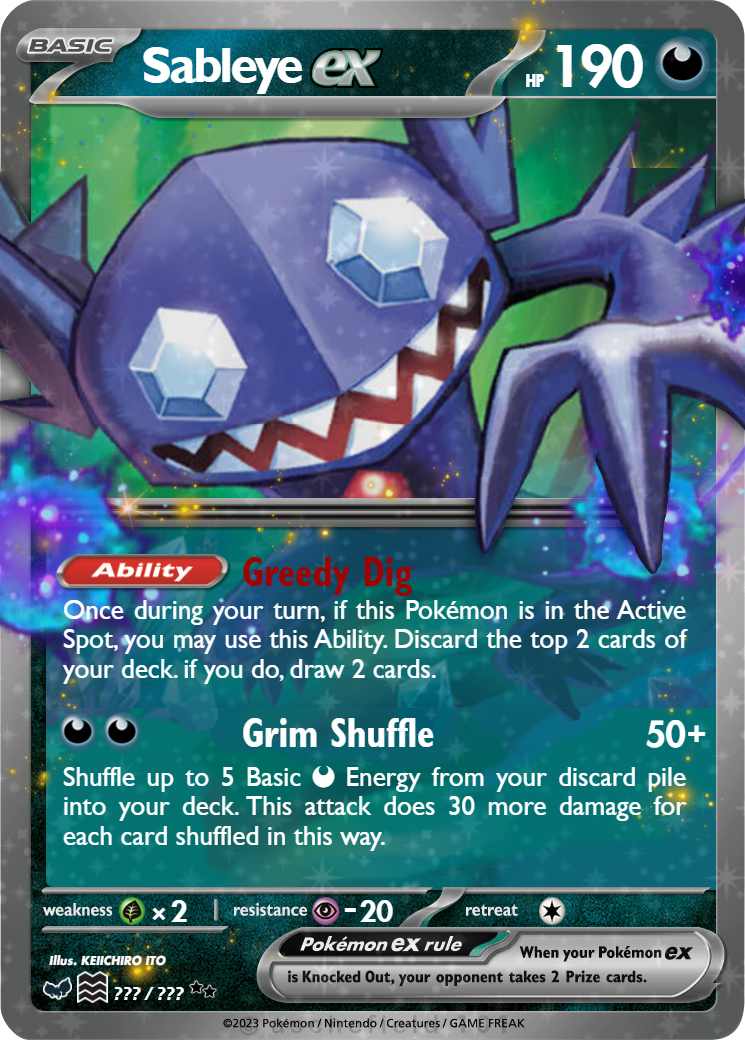 BASIC
Sableye ex HP 190
Ability Greedy Dig
Once during your turn, if this Pokémon is in the Active
Spot, you may use this Ability. Discard the top 2 cards of
your deck. if you do, draw 2 cards.
Grim Shuffle 50+
Shuffle up to 5 Basic Energy from your discard pile
into your deck. This attack does 30 more damage for
each card shuffled in this way.
weakness ×2 resistance -20 retreat
Pokémon ex rule
When your Pokémon ex
is Knocked Out, your opponent takes 2 Prize cards.
Illus. KEIICHIRO ITO
??? / ???
©2023 Pokémon / Nintendo / Creatures / GAME FREAK